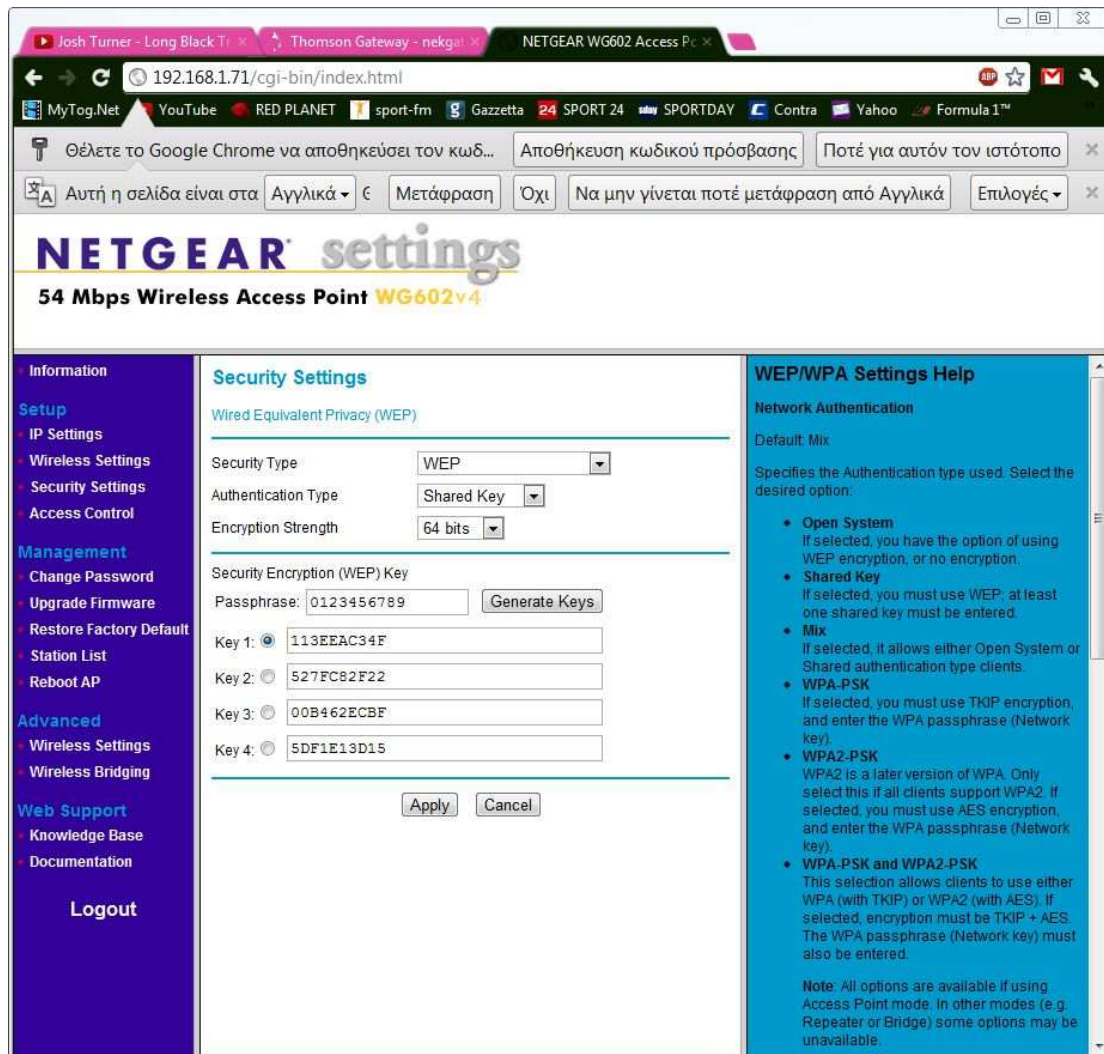 Josh Turner - Long Black Tr
Thomson Gateway - nekgat
NETGEAR WG602 Access Po
192.168.1.71/cgi-bin/index.html
ABP
MyTog.Net
YouTube
RED PLANET
sport-fm
g Gazzetta
24 SPORT 24
sday SPORTDAY
Contra
Yahoo
Formula 1™
Θέλετε το Google Chrome να αποθηκεύσει τον κωδ...
Αποθήκευση κωδικού πρόσβασης
Ποτέ για αυτόν τον ιστότοπο
Αυτή η σελίδα είναι στα
Αγγλικά
Μετάφραση
Όχι
Να μην γίνεται ποτέ μετάφραση από Αγγλικά
Επιλογές
NETGEAR settings
54 Mbps Wireless Access Point WG602v4
Information
Setup
IP Settings
Wireless Settings
Security Settings
Access Control
Management
Change Password
Upgrade Firmware
Restore Factory Default
Station List
Reboot AP
Advanced
Wireless Settings
Wireless Bridging
Web Support
Knowledge Base
Documentation
Logout
Security Settings
Wired Equivalent Privacy (WEP)
Security Type WEP
Authentication Type Shared Key
Encryption Strength 64 bits
Security Encryption (WEP) Key
Passphrase: 0123456789 Generate Keys
Key 1: 113EEAC34F
Key 2: 527FC82F22
Key 3: 00B462ECBF
Key 4: 5DF1E13D15
Apply Cancel
WEP/WPA Settings Help
Network Authentication
Default: Mix
Specifies the Authentication type used. Select the
desired option:
• Open System
If selected, you have the option of using
WEP encryption, or no encryption.
• Shared Key
If selected, you must use WEP; at least
one shared key must be entered.
• Mix
If selected, it allows either Open System or
Shared authentication type clients.
• WPA-PSK
If selected, you must use TKIP encryption,
and enter the WPA passphrase (Network
key).
• WPA2-PSK
WPA2 is a later version of WPA. Only
select this if all clients support WPA2. If
selected, you must use AES encryption,
and enter the WPA passphrase (Network
key).
• WPA-PSK and WPA2-PSK
This selection allows clients to use either
WPA (with TKIP) or WPA2 (with AES). If
selected, encryption must be TKIP + AES.
The WPA passphrase (Network key) must
also be entered.
Note: All options are available if using
Access Point mode. In other modes (e.g.
Repeater or Bridge) some options may be
unavailable.